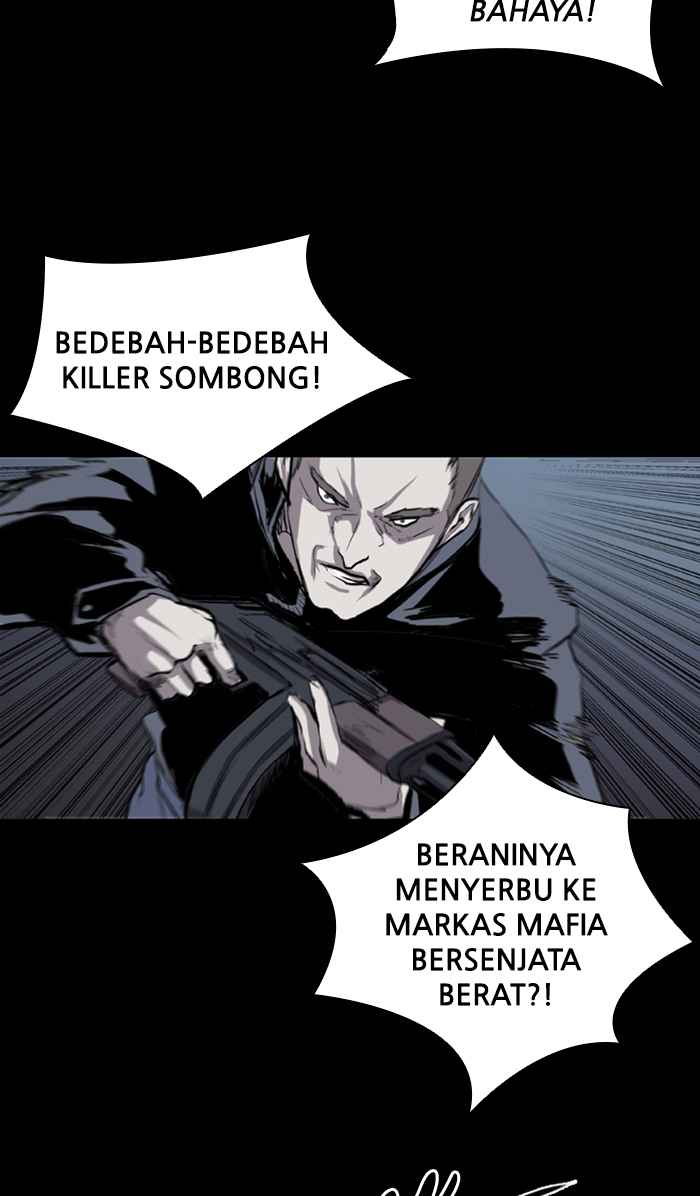 BAHAYA!
BEDEBAH-BEDEBAH
KILLER SOMBONG!
BERANINYA
MENYERBU KE
MARKAS MAFIA
BERSENJATA
BERAT?!